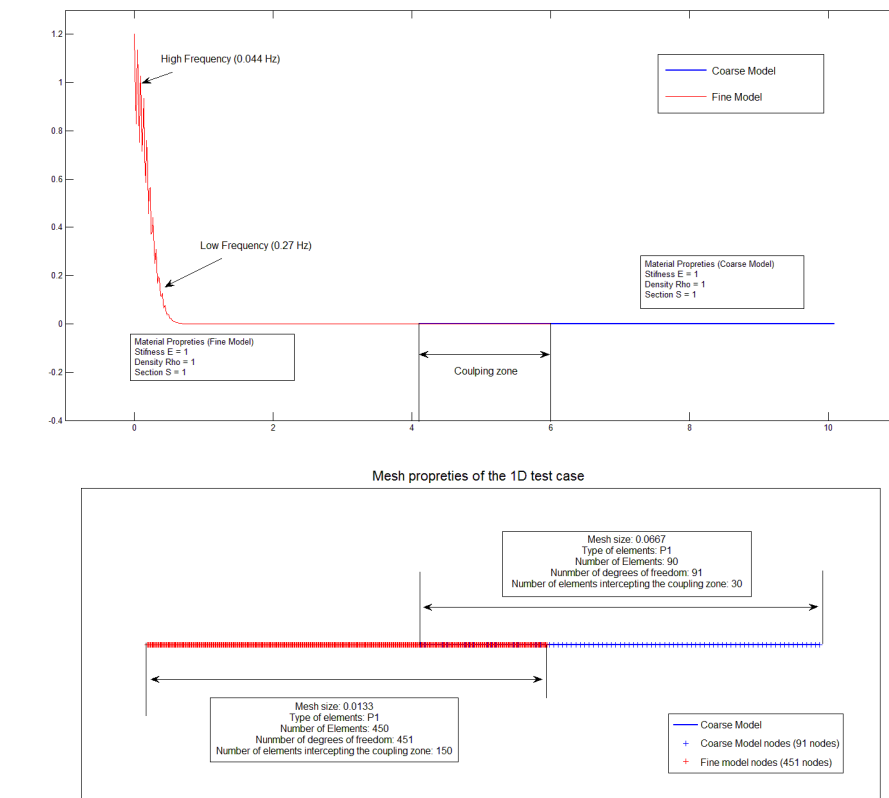 1.2
High Frequency (0.044 Hz)
Coarse Model
1
Fine Model
0.8
0.6
0.4
Low Frequency (0.27 Hz)
0.2
Material Propreties (Coarse Model)
Stifness E = 1
Density Rho = 1
Section S = 1
0
Material Propreties (Fine Model)
Stifness E = 1
Density Rho = 1
Section S = 1
-0.2
Coulping zone
-0.4
0 2 4 6 8 10
Mesh propreties of the 1D test case
Mesh size: 0.0667
Type of elements: P1
Number of Elements: 90
Nunmber of degrees of freedom: 91
Number of elements intercepting the coupling zone: 30
Mesh size: 0.0133
Type of elements: P1
Number of Elements: 450
Nunmber of degrees of freedom: 451
Number of elements intercepting the coupling zone: 150
Coarse Model
Coarse Model nodes (91 nodes)
Fine model nodes (451 nodes)